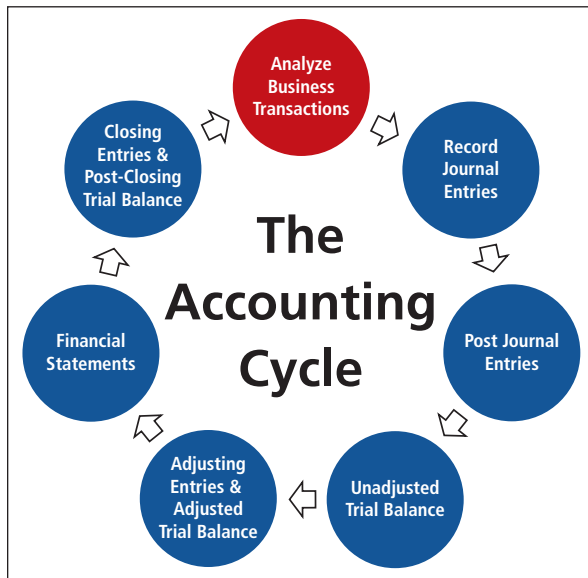 Analyze
Business
Transactions
Record
Journal
Entries
Post Journal
Entries
Unadjusted
Trial Balance
Adjusting
Entries &
Adjusted
Trial Balance
Financial
Statements
Closing
Entries &
Post-Closing
Trial Balance
The
Accounting
Cycle